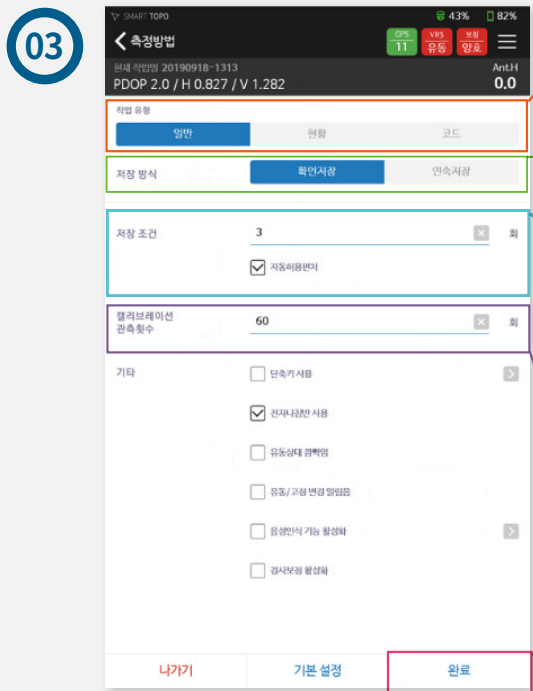 03
SMART TOPO 43% 82%
측정방법 GPS 11 VRS 유동 보정 양호
현재 작업명 20190918-1313 Ant.H
PDOP 2.0 / H 0.827 / V 1.282 0.0
작업 유형
일반 현황 코드
저장 방식 확인저장 연속저장
저장 조건 3 회
자동허용편차
캘리브레이션
관측횟수 60 회
기타 단축키 사용
전자나침반 사용
유동상태 깜빡임
유동/고정 변경 알림음
음성인식 기능 활성화
경사보정 활성화
나가기 기본 설정 완료